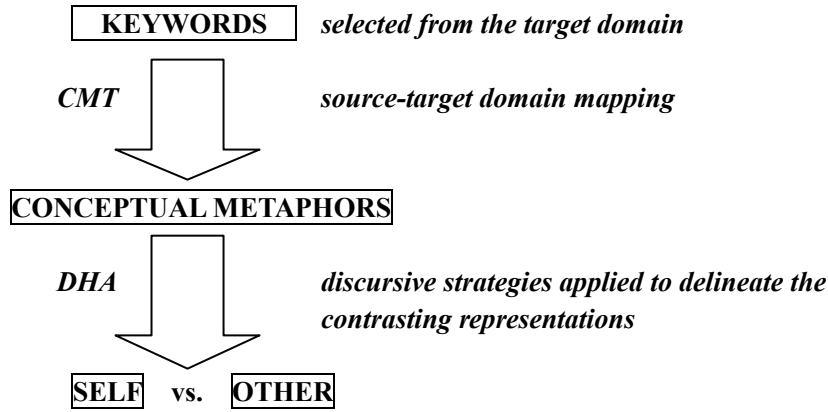 KEYWORDS selected from the target domain
CMT source-target domain mapping
CONCEPTUAL METAPHORS
DHA discursive strategies applied to delineate the
contrasting representations
SELF vs. OTHER